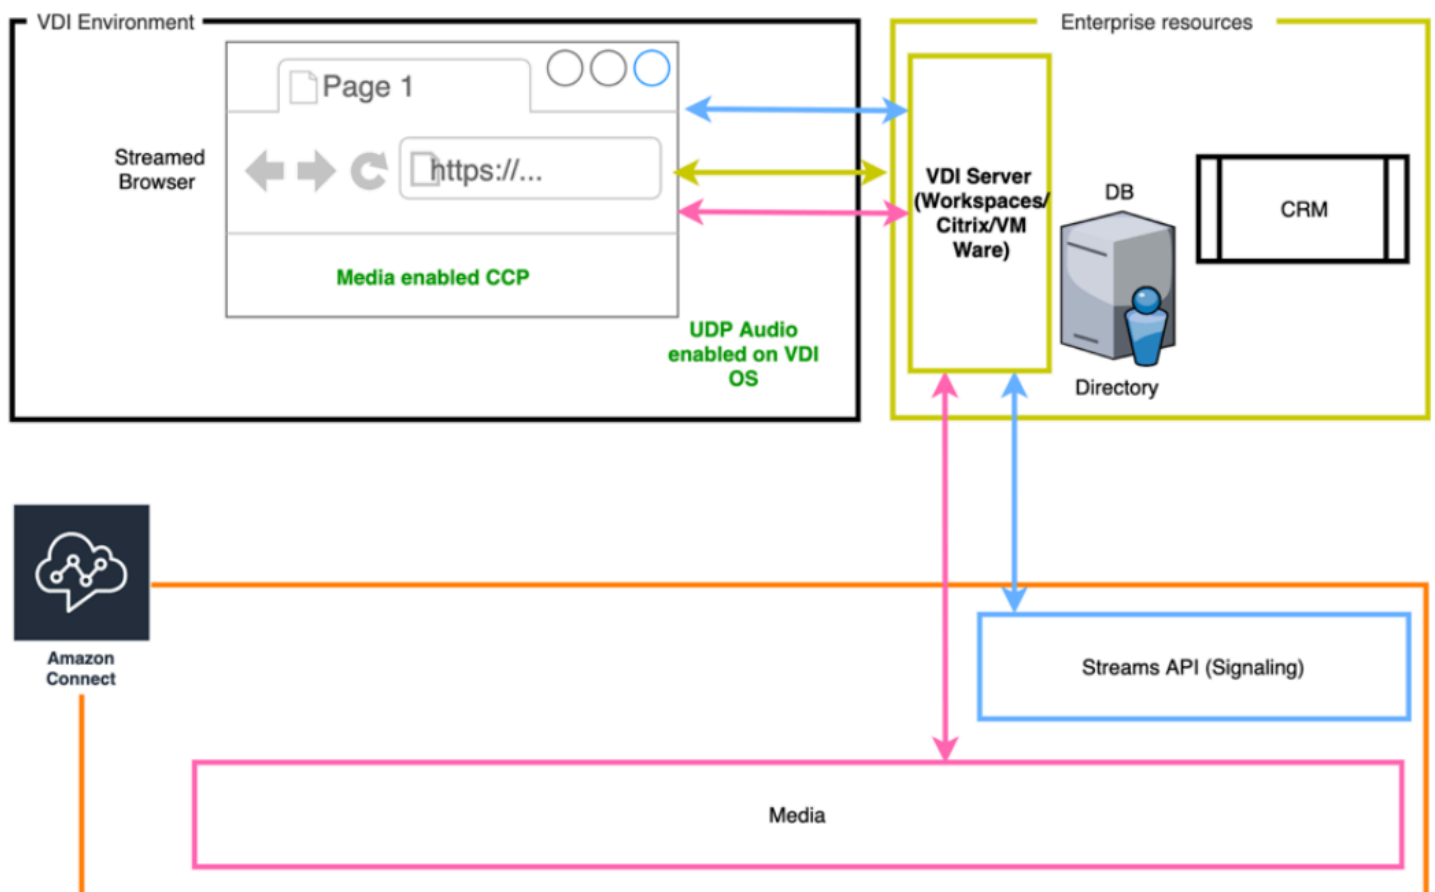 VDI Environment
Enterprise resources
Page 1
Streamed
Browser
https://...
Media enabled CCP
UDP Audio
enabled on VDI
OS
VDI Server
(Workspaces/
Citrix/VM
Ware)
DB
Directory
CRM
Amazon
Connect
Streams API (Signaling)
Media